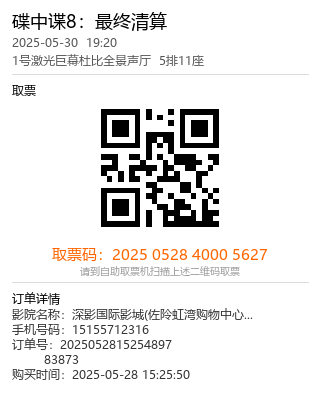 碟中谍8：最终清算
2025-05-30 19:20
1号激光巨幕杜比全景声厅 5排11座
取票
取票码：2025 0528 4000 5627
请到自助取票机扫描上述二维码取票
订单详情
影院名称：深影国际影城(佐阾虹湾购物中心...
手机号码：15155712316
订单号：2025052815254897
83873
购买时间：2025-05-28 15:25:50